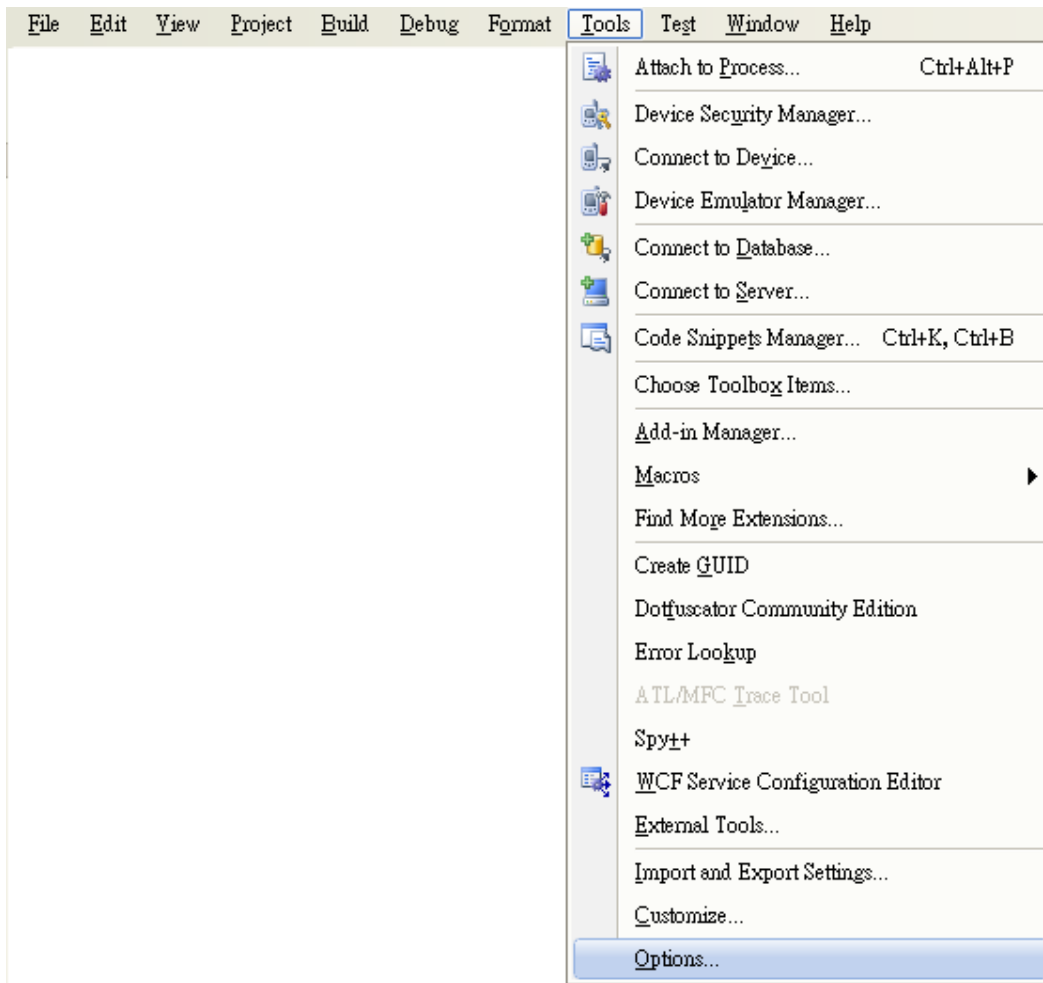 File Edit View Project Build Debug Format Tools Test Window Help
Attach to Process... Ctrl+Alt+P
Device Security Manager...
Connect to Device...
Device Emulator Manager...
Connect to Database...
Connect to Server...
Code Snippets Manager... Ctrl+K, Ctrl+B
Choose Toolbox Items...
Add-in Manager...
Macros
Find More Extensions...
Create GUID
Dotfuscator Community Edition
Error Lookup
ATL/MFC Trace Tool
Spy++
WCF Service Configuration Editor
External Tools...
Import and Export Settings...
Customize...
Options...